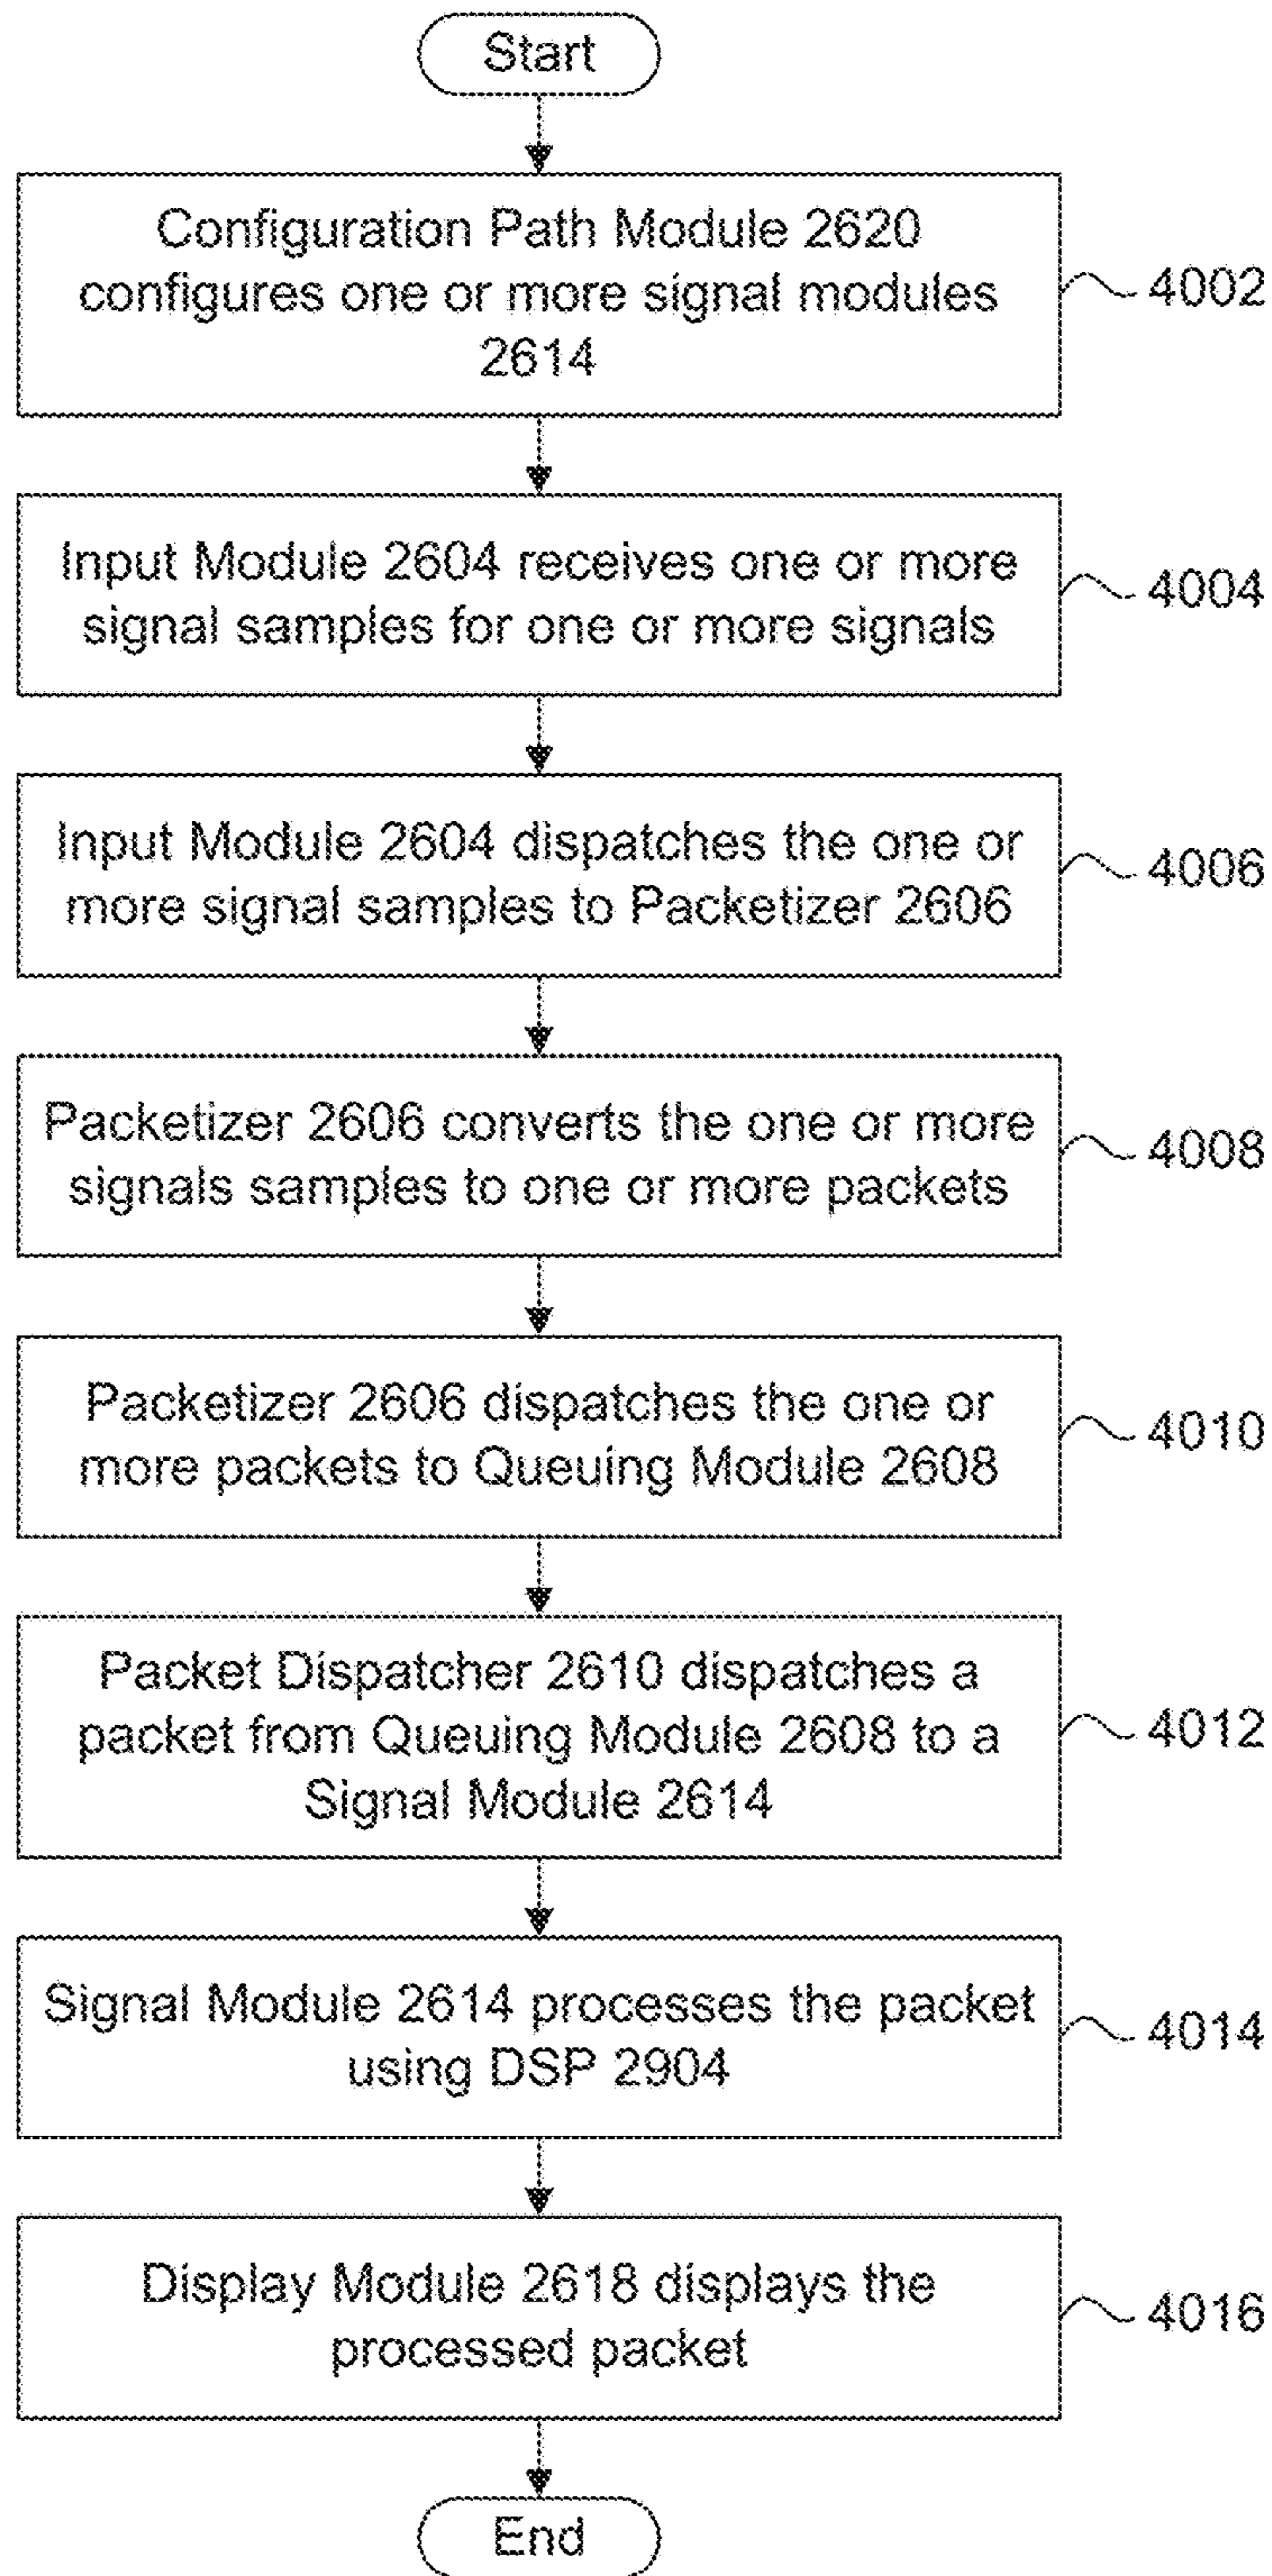 Start
Configuration Path Module 2620
configures one or more signal modules
2614
4002
Input Module 2604 receives one or more
signal samples for one or more signals
4004
Input Module 2604 dispatches the one or
more signal samples to Packetizer 2606
4006
Packetizer 2606 converts the one or more
signals samples to one or more packets
4008
Packetizer 2606 dispatches the one or
more packets to Queuing Module 2608
4010
Packet Dispatcher 2610 dispatches a
packet from Queuing Module 2608 to a
Signal Module 2614
4012
Signal Module 2614 processes the packet
using DSP 2904
4014
Display Module 2618 displays the
processed packet
4016
End